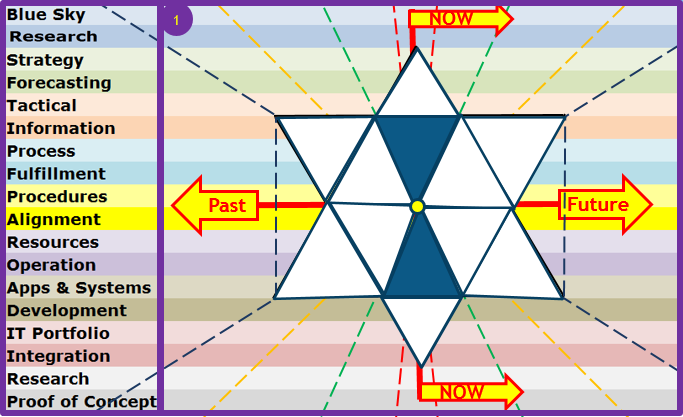 Blue Sky
Research
Strategy
Forecasting
Tactical
Information
Process
Fulfillment
Procedures
Alignment
Resources
Operation
Apps & Systems
Development
IT Portfolio
Integration
Research
Proof of Concept
1
NOW
Past
Future
NOW